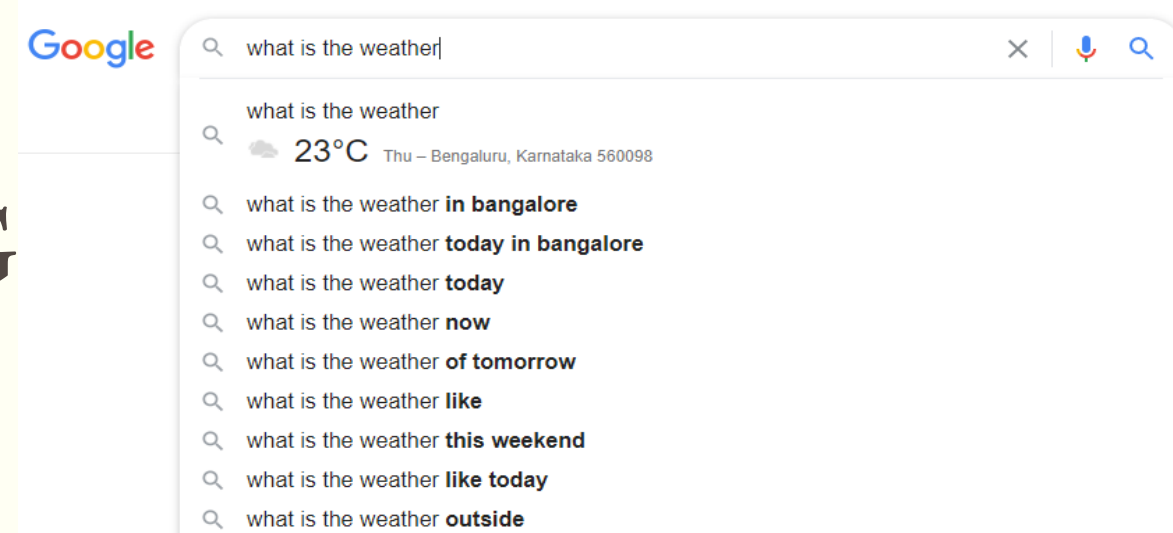 Google
what is the weather
what is the weather
23°C Thu – Bengaluru, Karnataka 560098
what is the weather in bangalore
what is the weather today in bangalore
what is the weather today
what is the weather now
what is the weather of tomorrow
what is the weather like
what is the weather this weekend
what is the weather like today
what is the weather outside